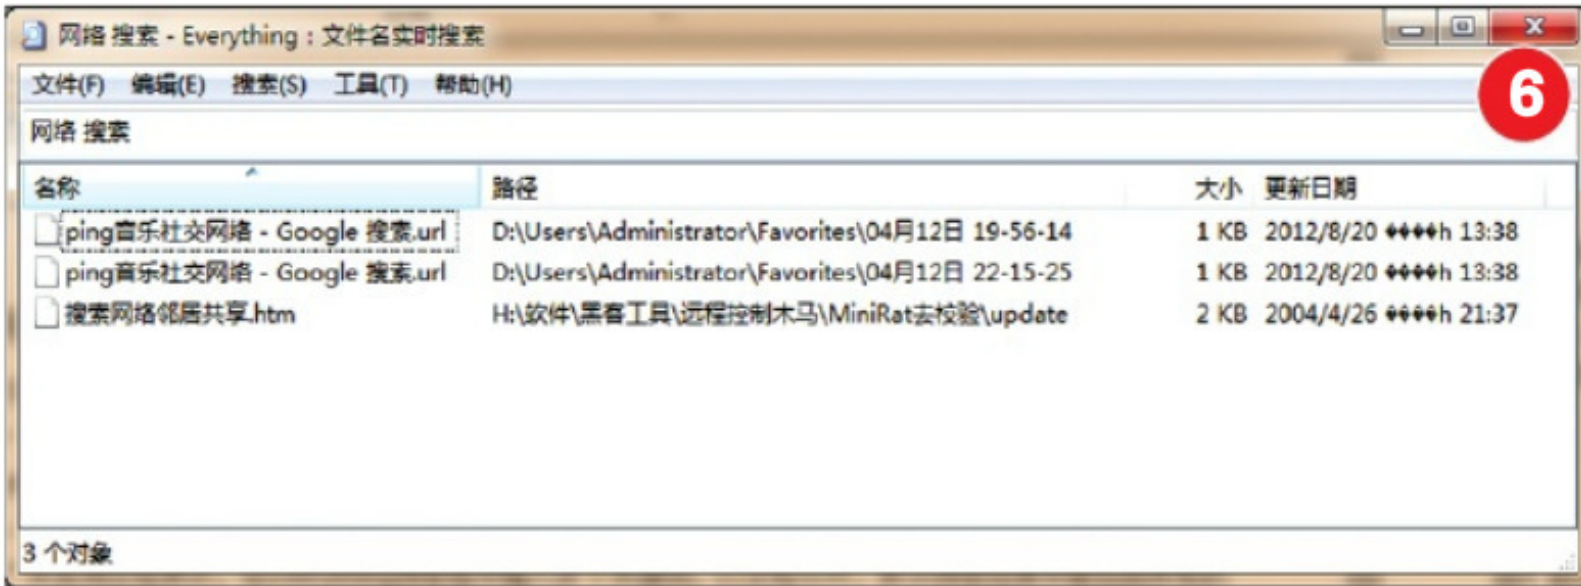 网络 搜索 - Everything : 文件名实时搜索
6
文件(F) 编辑(E) 搜索(S) 工具(T) 帮助(H)
网络 搜索
名称 路径 大小 更新日期
ping音乐社交网络 - Google 搜索.url D:\Users\Administrator\Favorites\04月12日 19-56-14 1 KB 2012/8/20 ����h 13:38
ping音乐社交网络 - Google 搜索.url D:\Users\Administrator\Favorites\04月12日 22-15-25 1 KB 2012/8/20 ����h 13:38
搜索网络邻居共享.htm H:\软件\黑客工具\远程控制木马\MiniRat去校验\update 2 KB 2004/4/26 ����h 21:37
3 个对象